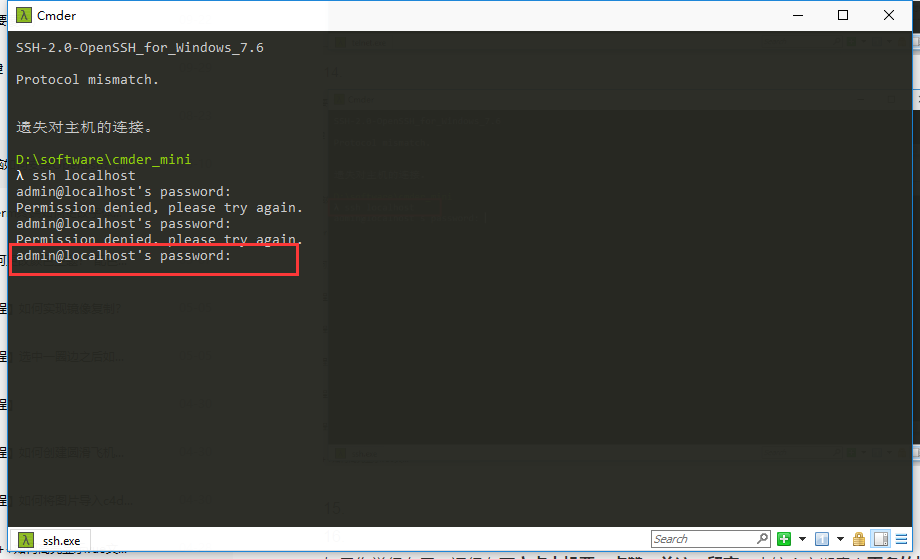 Cmder
SSH-2.0-OpenSSH_for_Windows_7.6
Protocol mismatch.
遗失对主机的连接。
D:\software\cmder_mini
λ ssh localhost
admin@localhost's password:
Permission denied, please try again.
admin@localhost's password:
Permission denied, please try again.
admin@localhost's password:
λ ssh.exe
Search